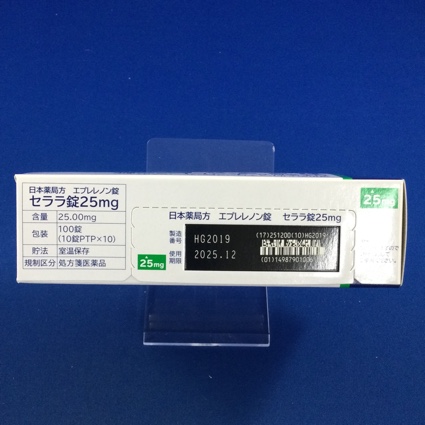 日本薬局方 エプレレノン錠
セララ錠25mg
含量 25.00mg
包装 100錠
(10錠PTP×10)
貯法 室温保存
規制区分 処方箋医薬品
日本薬局方 エプレレノン錠 セララ錠25mg
製造番号 HG2019
使用期限 2025.12
(17)251200(10)HG2019
25mg
25mg